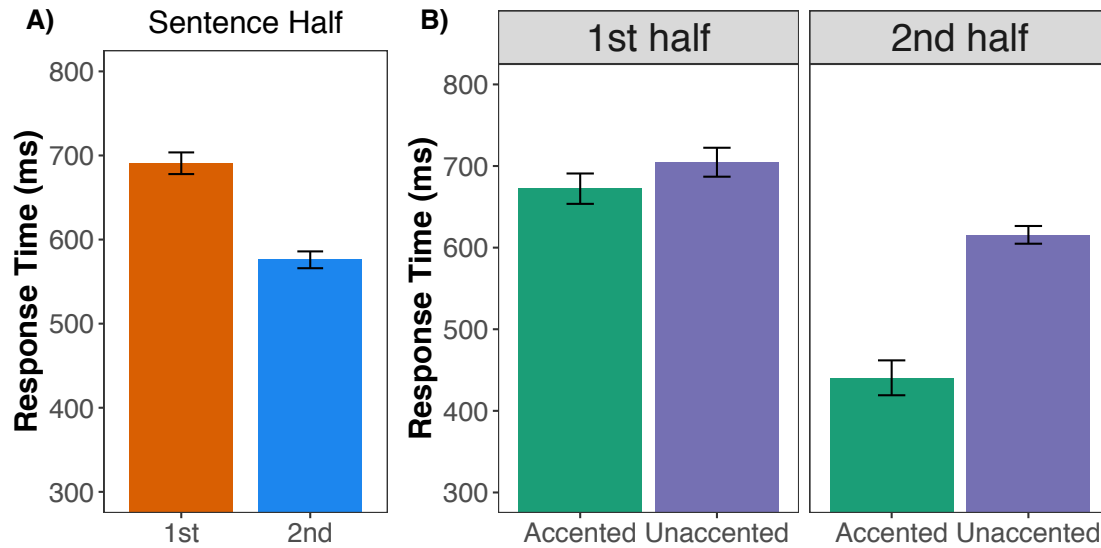 A)
Sentence Half
Response Time (ms)
800
700
600
500
400
300
1st
2nd
B)
1st half
2nd half
Response Time (ms)
800
700
600
500
400
300
Accented
Unaccented
Accented
Unaccented